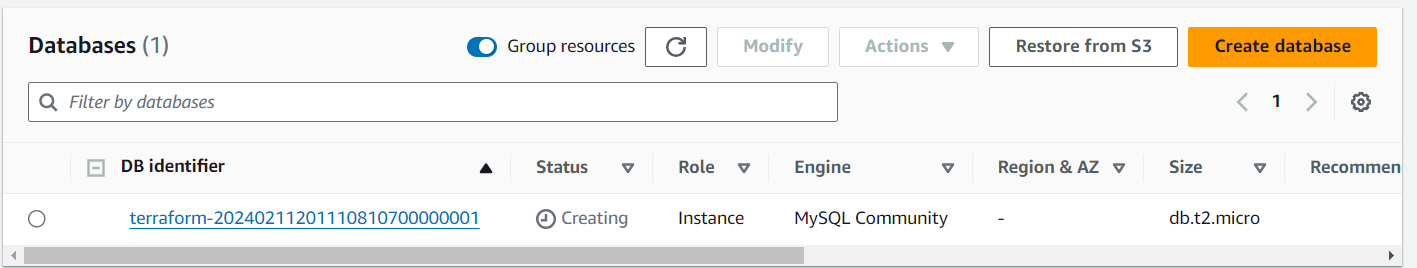 Databases (1)
Group resources
Modify
Actions
Restore from S3
Create database
Filter by databases
1
DB identifier
Status
Role
Engine
Region & AZ
Size
Recommen
terraform-20240211201110810700000001
Creating
Instance
MySQL Community
-
db.t2.micro